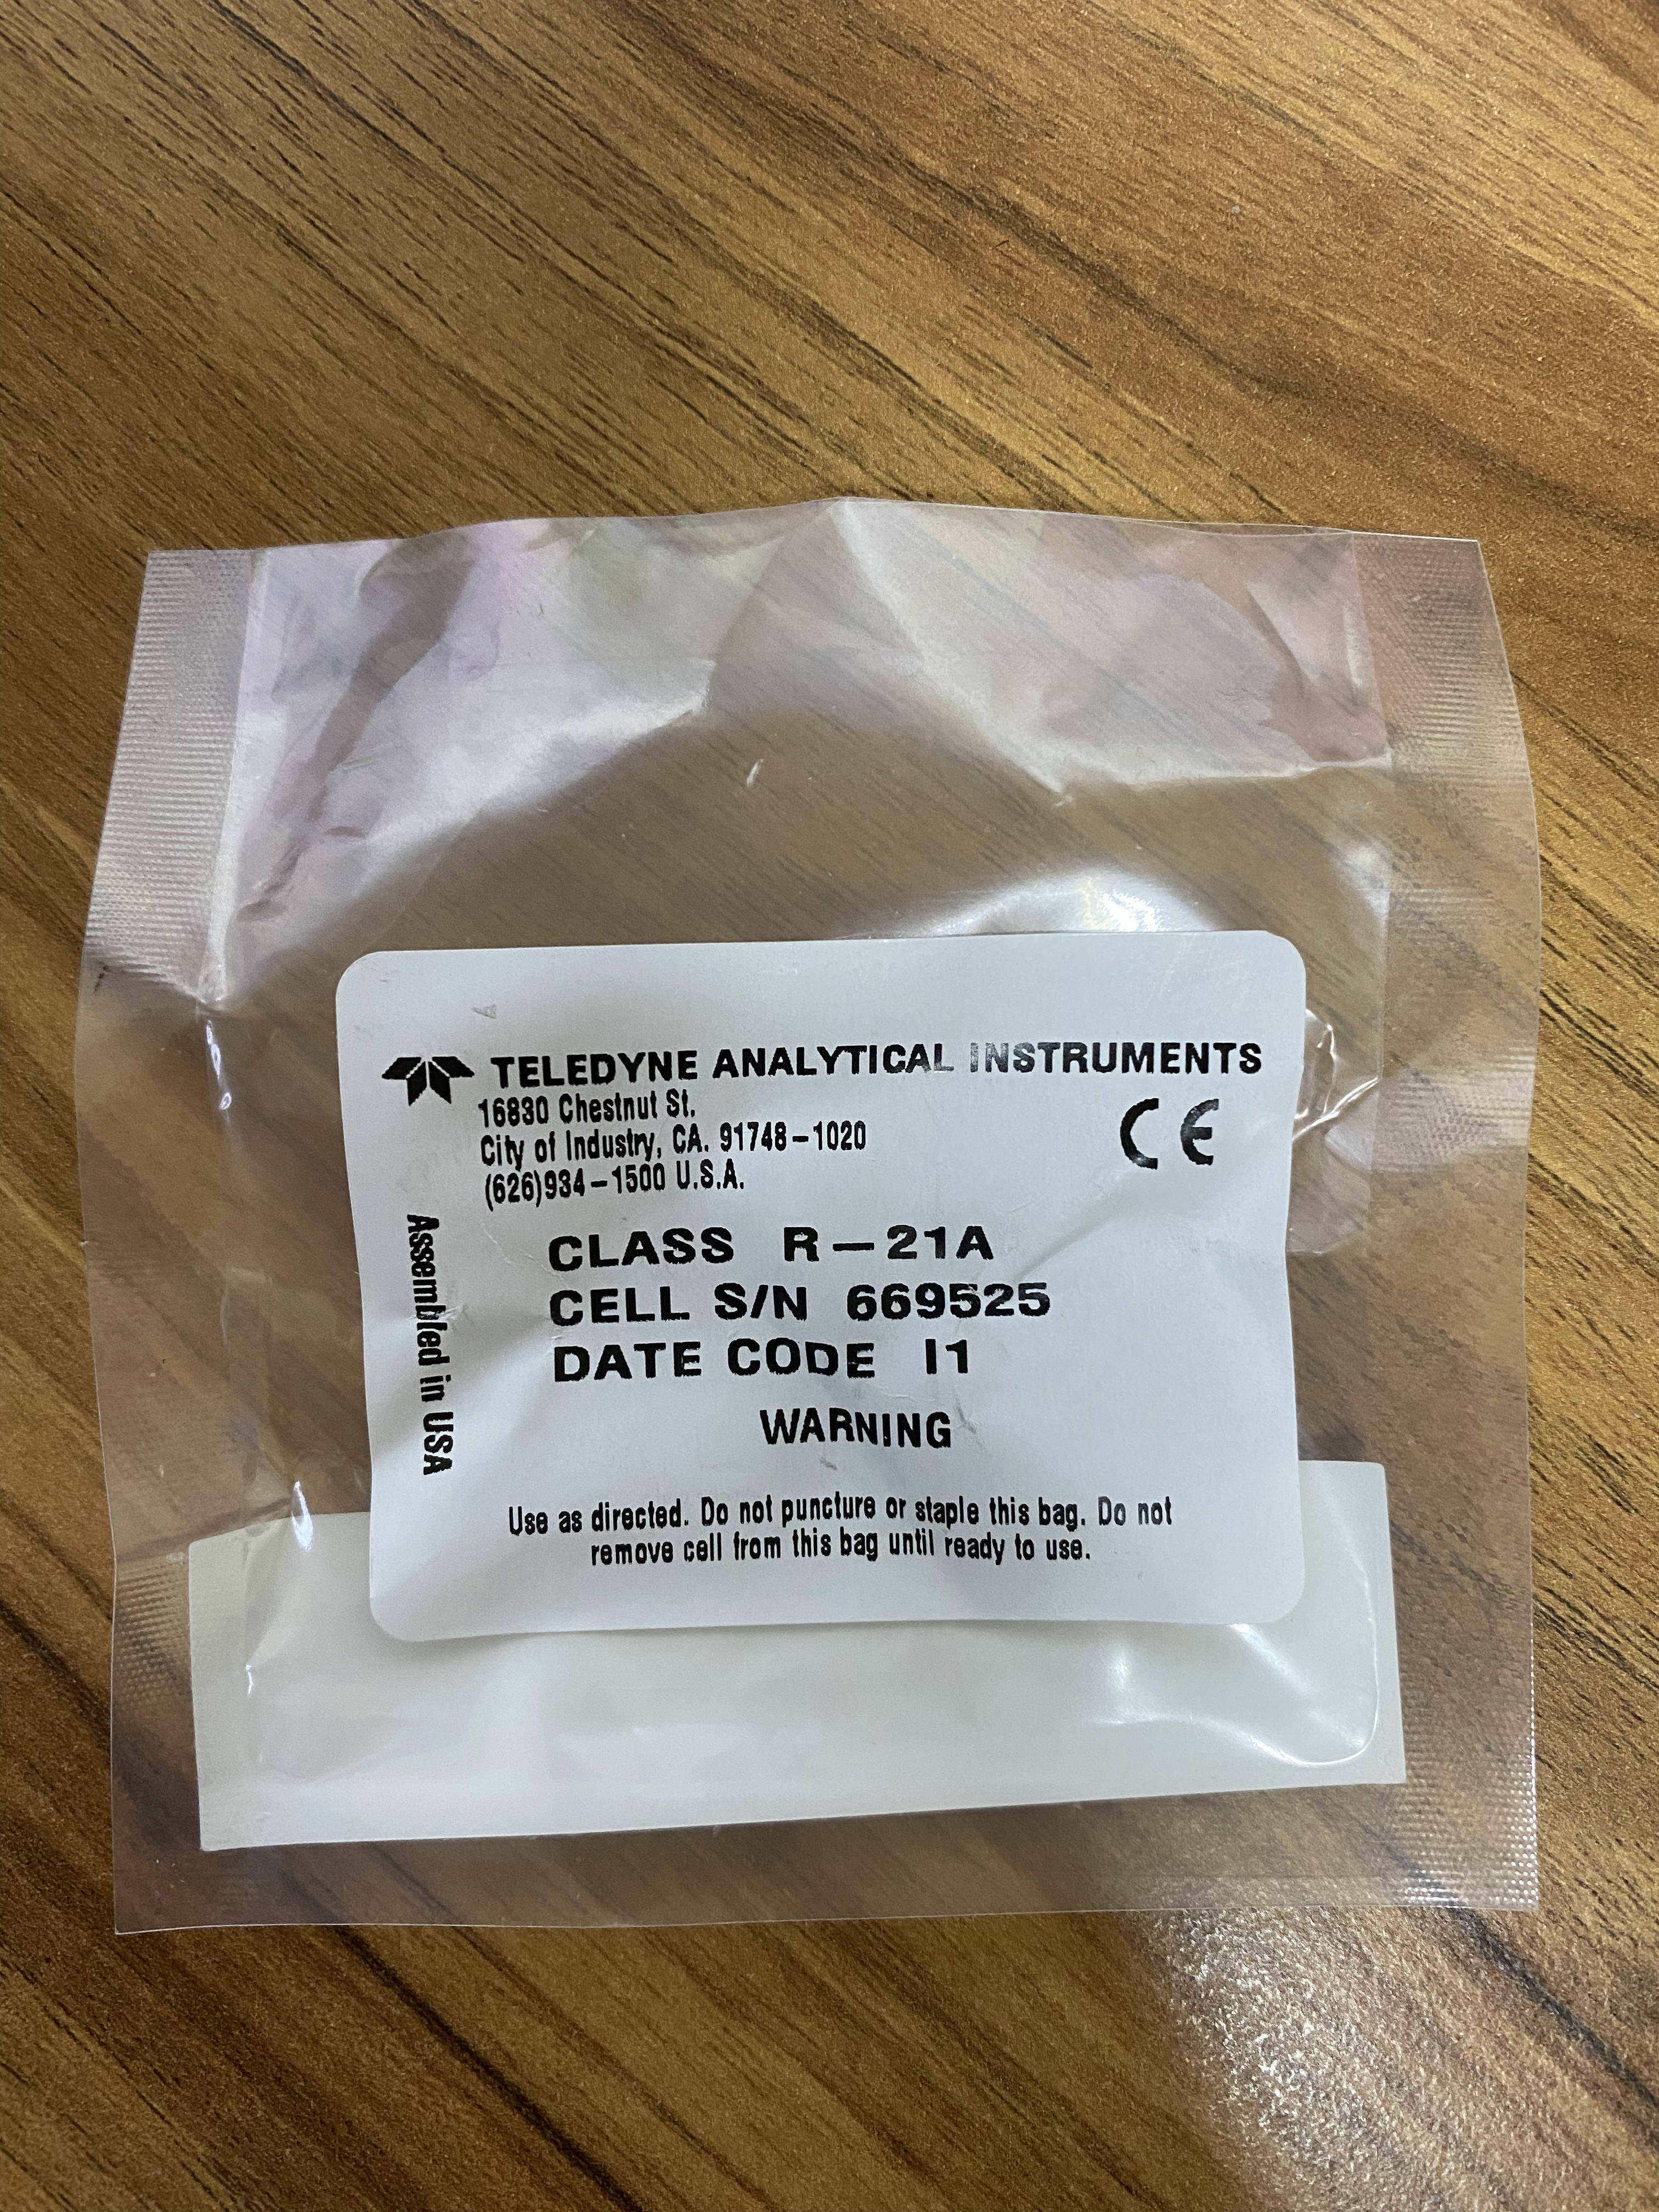 TELEDYNE ANALYTICAL INSTRUMENTS
16830 Chestnut St.
City of Industry, CA. 91748-1020
(626)934-1500 U.S.A.
CE
Assembled in USA
CLASS R-21A
CELL S/N 669525
DATE CODE I1
WARNING
Use as directed. Do not puncture or staple this bag. Do not
remove cell from this bag until ready to use.